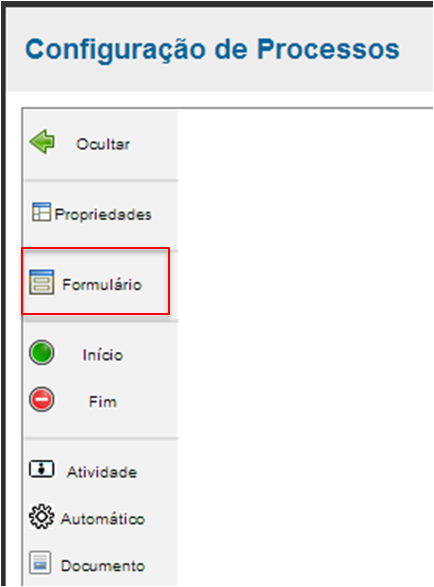 Configuração de Processos
Ocultar
Propriedades
Formulário
Início
Fim
Atividade
Automático
Documento